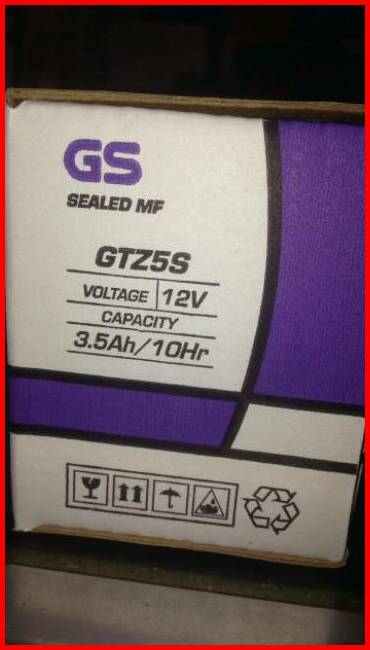 GS
SEALED MF
GTZ5S
VOLTAGE 12V
CAPACITY
3.5Ah/10Hr